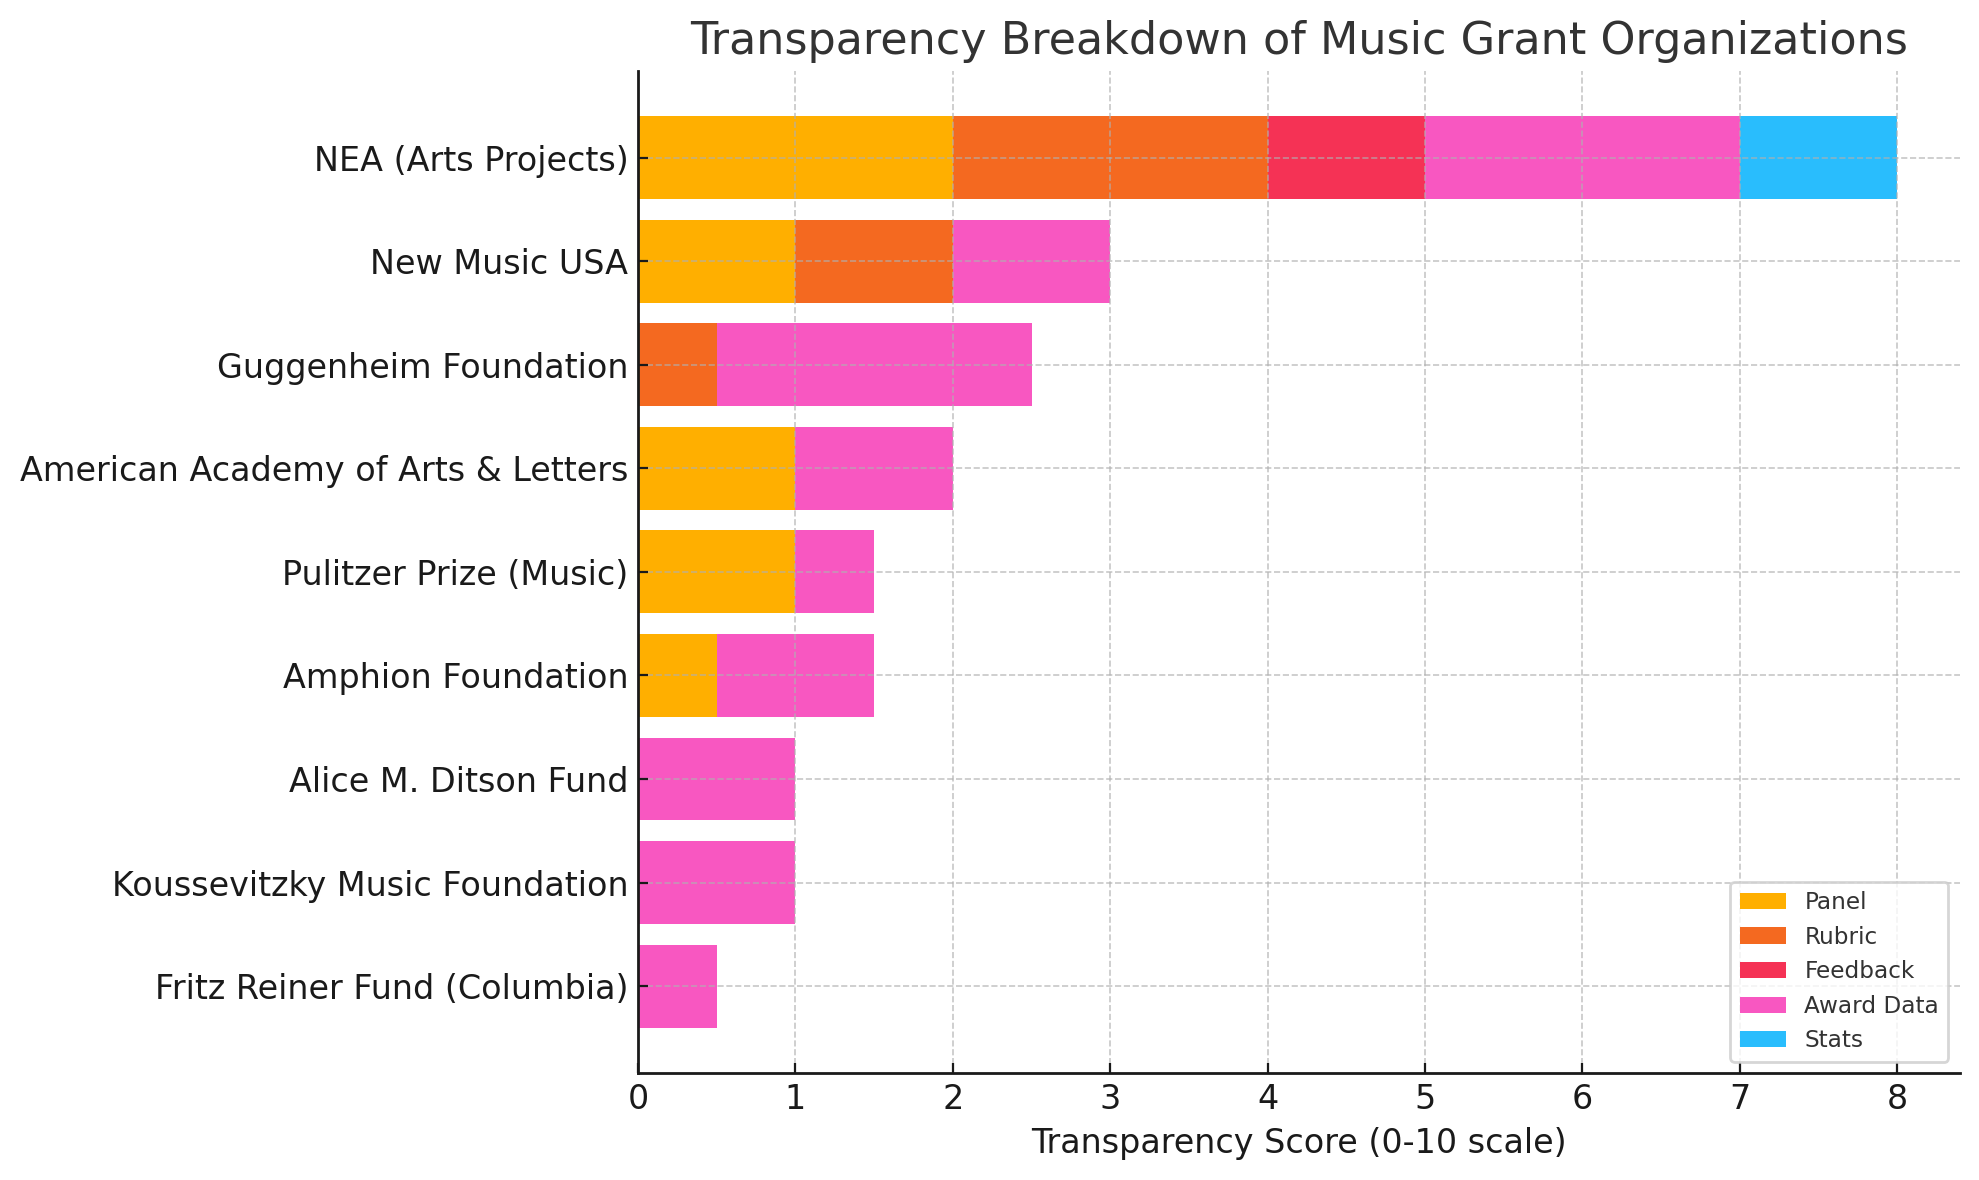 Transparency Breakdown of Music Grant Organizations
NEA (Arts Projects)
New Music USA
Guggenheim Foundation
American Academy of Arts & Letters
Pulitzer Prize (Music)
Amphion Foundation
Alice M. Ditson Fund
Koussevitzky Music Foundation
Fritz Reiner Fund (Columbia)
Panel
Rubric
Feedback
Award Data
Stats
0 1 2 3 4 5 6 7 8
Transparency Score (0-10 scale)